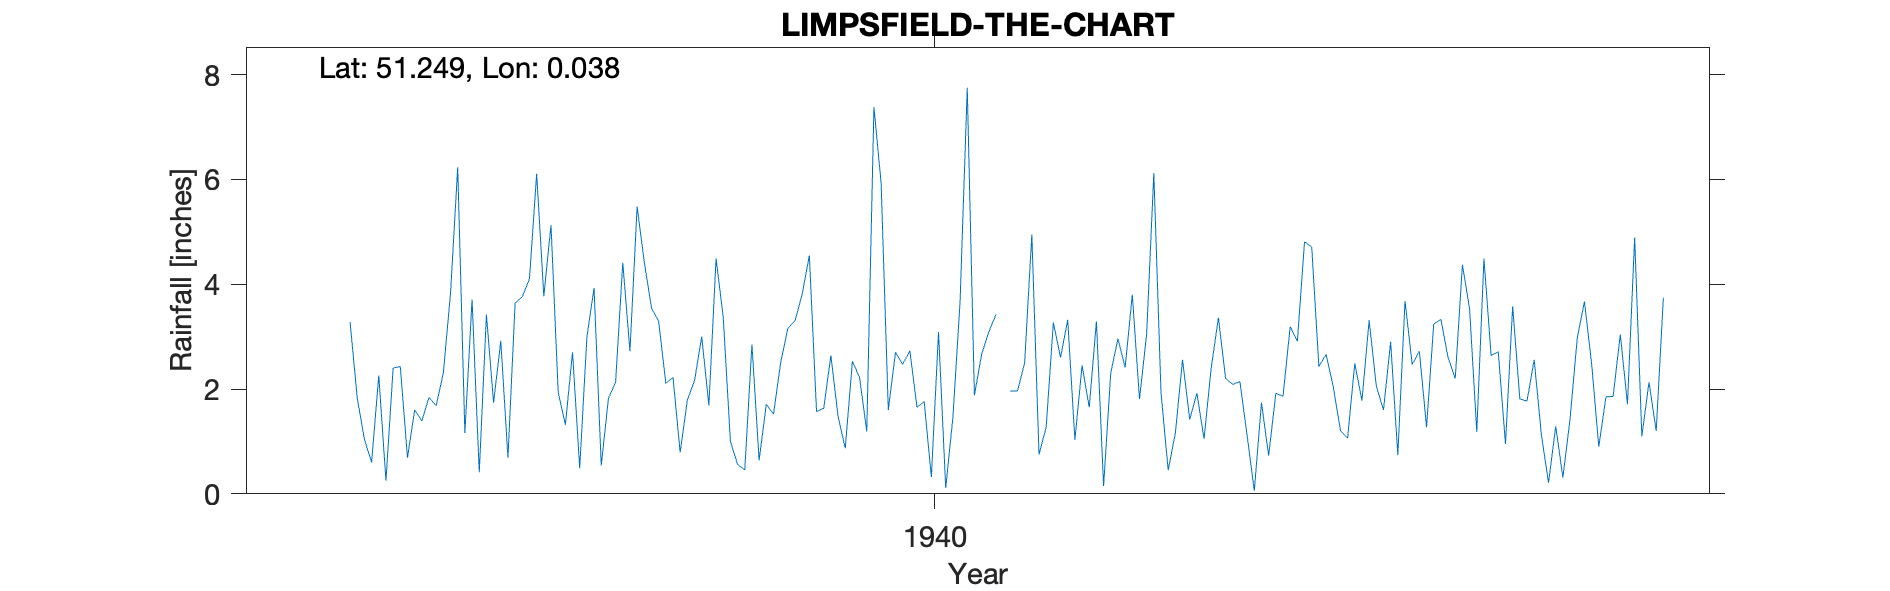 LIMPSFIELD-THE-CHART
Lat: 51.249, Lon: 0.038
8
6
4
2
0
Rainfall [inches]
1940
Year